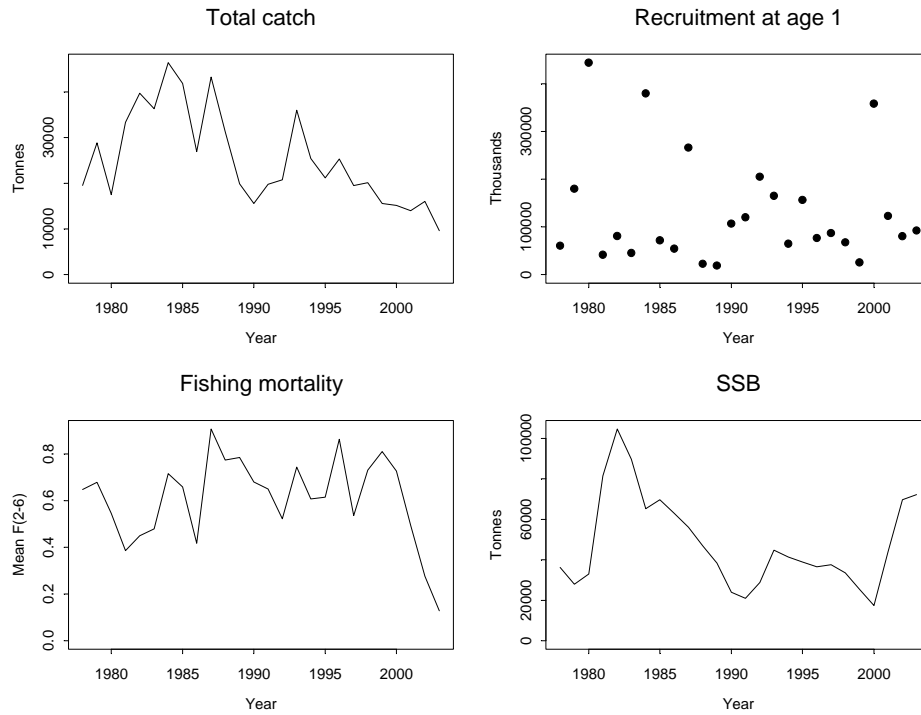 Total catch
Tonnes
0 10000 30000
1980 1985 1990 1995 2000
Year
Recruitment at age 1
Thousands
0 100000 300000
1980 1985 1990 1995 2000
Year
Fishing mortality
Mean F(2-6)
0.0 0.2 0.4 0.6 0.8
1980 1985 1990 1995 2000
Year
SSB
Tonnes
0 20000 60000 100000
1980 1985 1990 1995 2000
Year